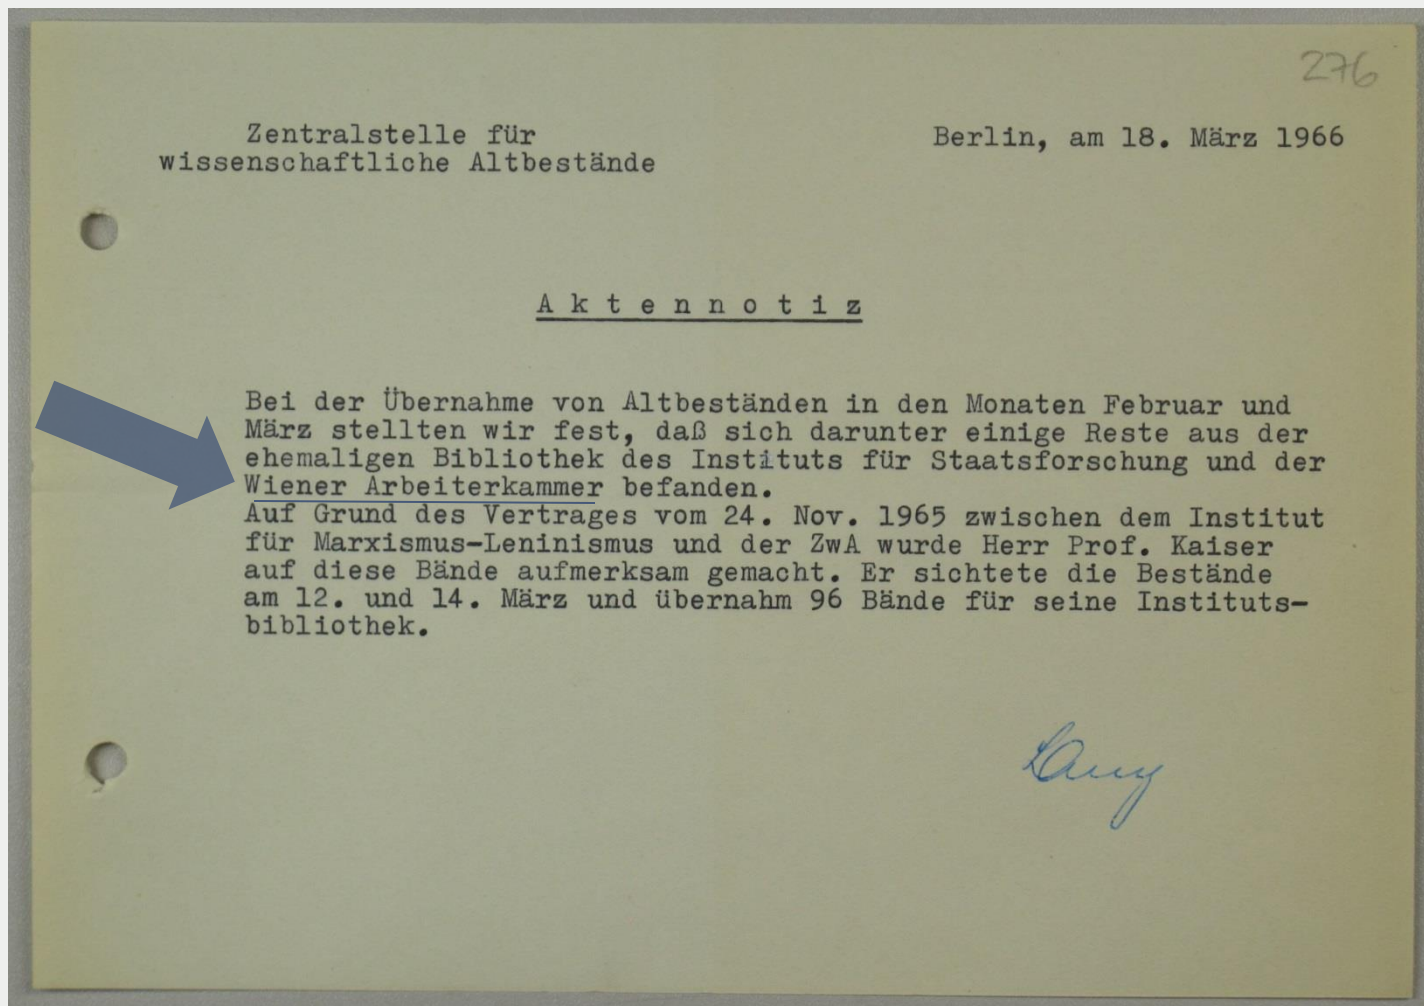 276
Zentralstelle für
wissenschaftliche Altbestände
Berlin, am 18. März 1966
Aktennotiz
Bei der Übernahme von Altbeständen in den Monaten Februar und
März stellten wir fest, daß sich darunter einige Reste aus der
ehemaligen Bibliothek des Instituts für Staatsforschung und der
Wiener Arbeiterkammer befanden.
Auf Grund des Vertrages vom 24. Nov. 1965 zwischen dem Institut
für Marxismus-Leninismus und der ZwA wurde Herr Prof. Kaiser
auf diese Bände aufmerksam gemacht. Er sichtete die Bestände
am 12. und 14. März und übernahm 96 Bände für seine Instituts-
bibliothek.